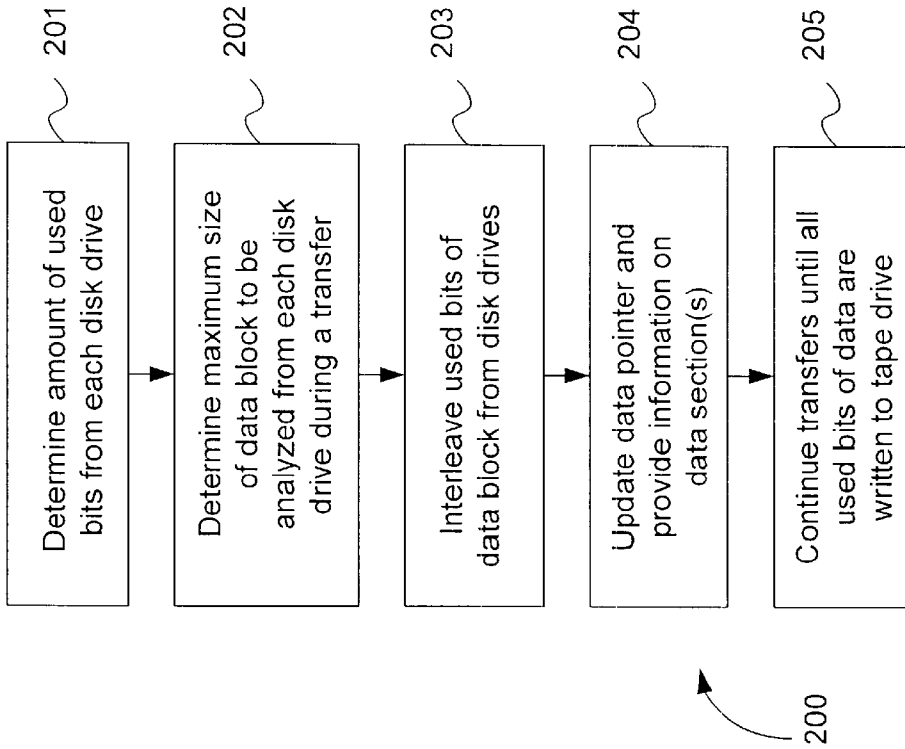 Determine amount of used
bits from each disk drive
201
Determine maximum size
of data block to be
analyzed from each disk
drive during a transfer
202
Interleave used bits of
data block from disk drives
203
Update data pointer and
provide information on
data section(s)
204
Continue transfers until all
used bits of data are
written to tape drive
205
200